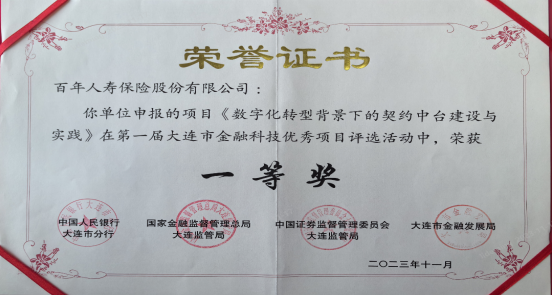 荣誉证书
百年人寿保险股份有限公司：
你单位申报的项目《数字化转型背景下的契约中台建设与
实践》在第一届大连市金融科技优秀项目评选活动中，荣获
一等奖
中国人民银行 国家金融监督管理总局 中国证券监督管理委员会 大连市金融发展局
大连市分行 大连监管局 大连监管局
二〇二三年十一月